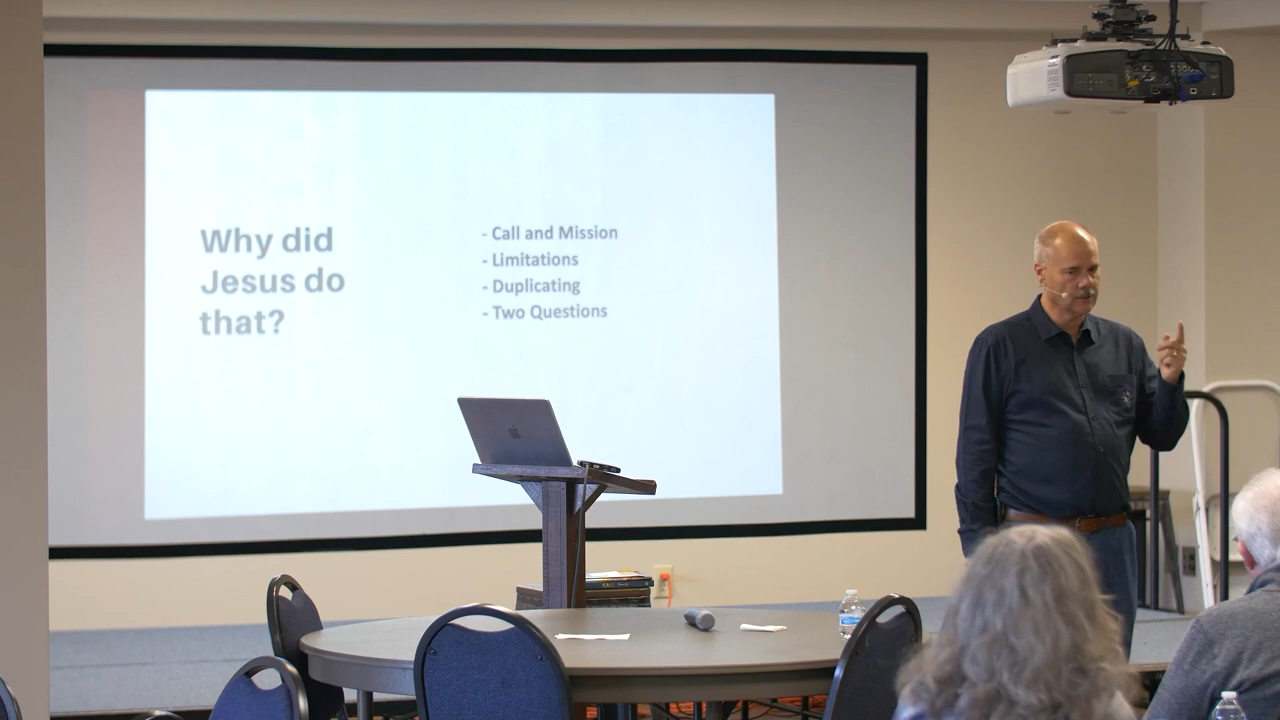 Why did
Jesus do
that?
- Call and Mission
- Limitations
- Duplicating
- Two Questions